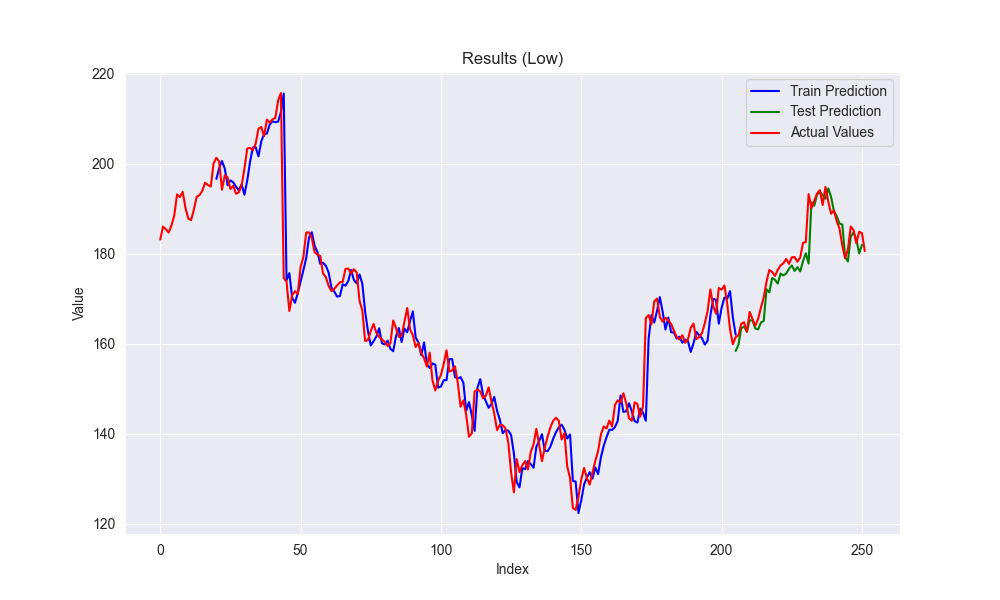 Results (Low)
220
200
180
160
140
120
Value
0 50 100 150 200 250
Index
Train Prediction
Test Prediction
Actual Values